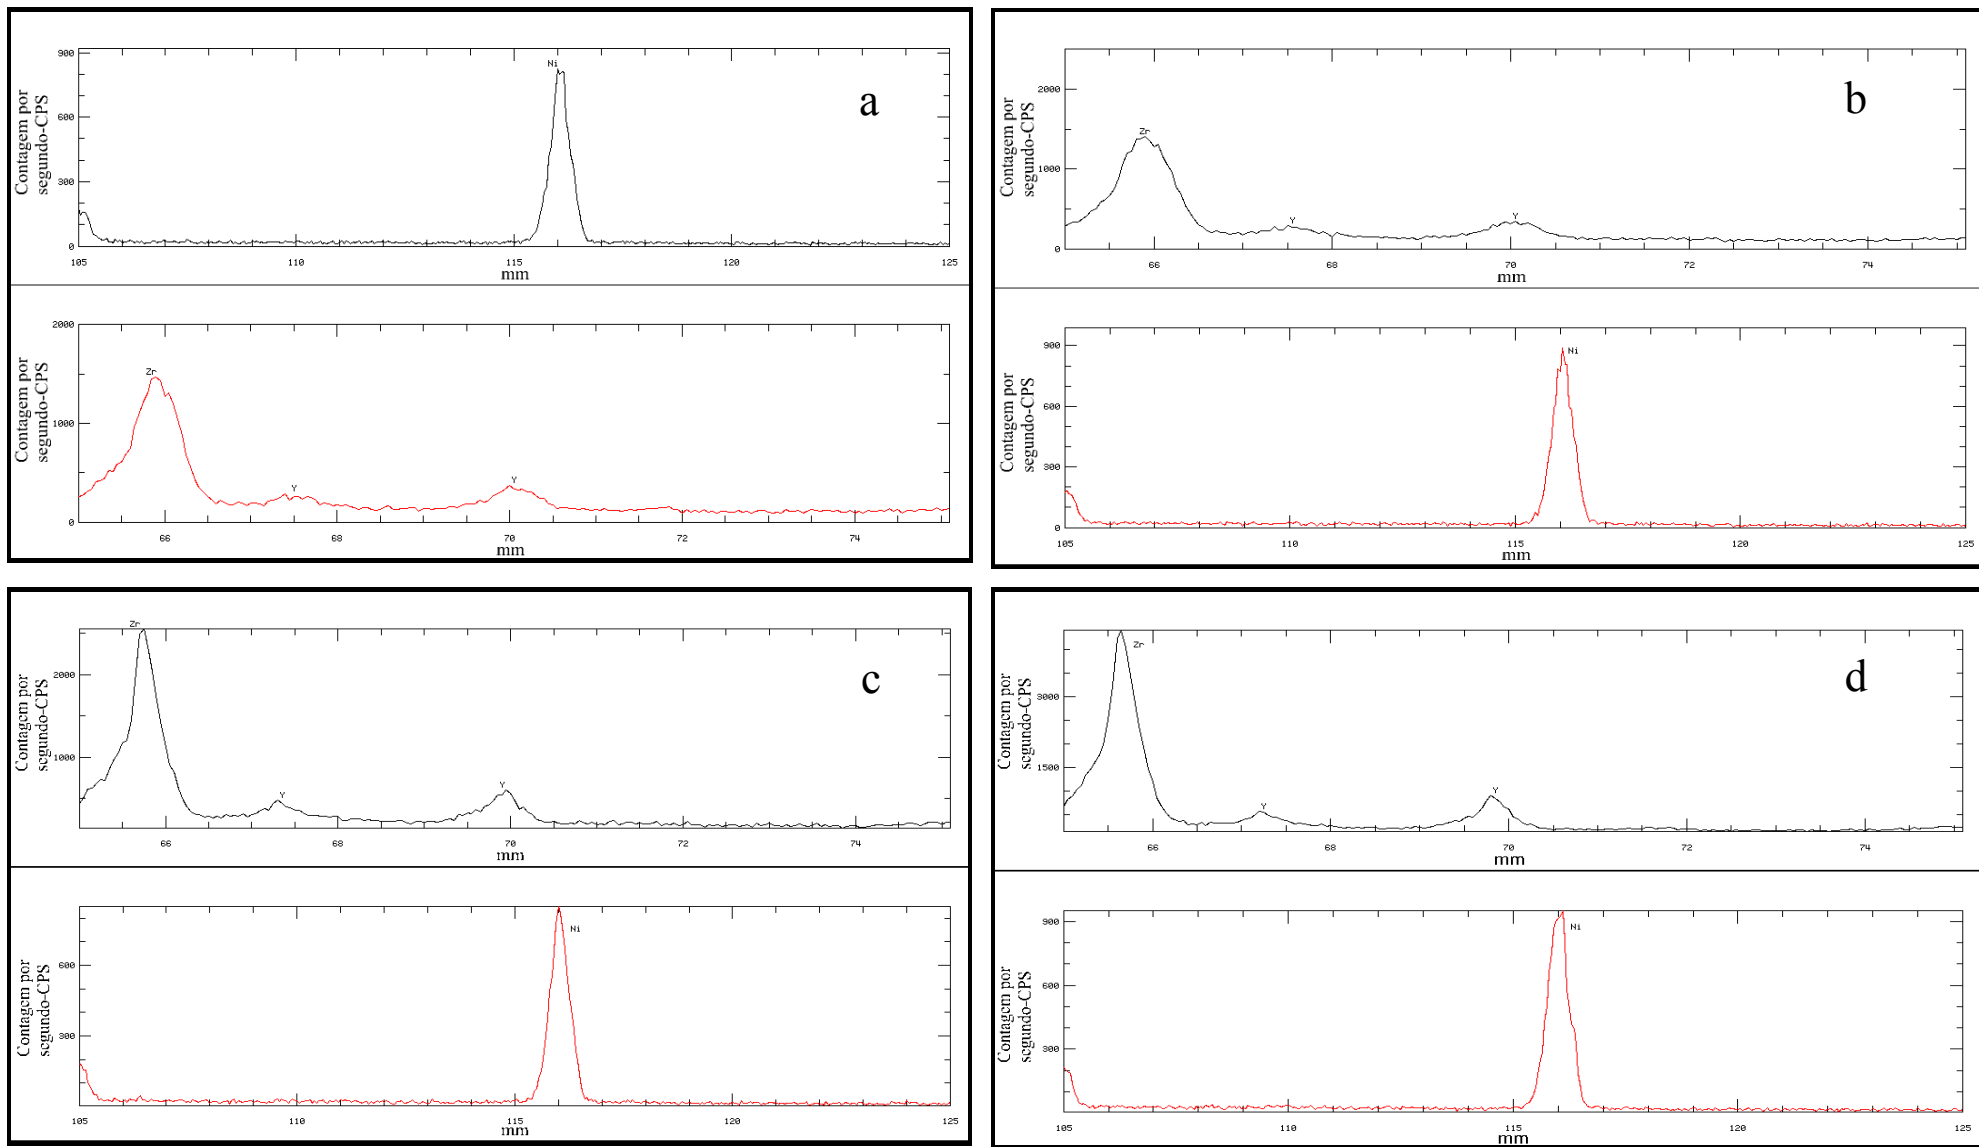 900
600
300
0
Contagem por
segundo-CPS
Ni
a
105
110
115
120
125
mm
2000
1000
0
Contagem por
segundo-CPS
Zr
Y
Y
66
68
70
72
74
mm
2000
1000
0
Contagem por
segundo-CPS
Zr
Y
Y
b
66
68
70
72
74
mm
900
600
300
0
Contagem por
segundo-CPS
Ni
105
110
115
120
125
mm
2000
1000
Contagem por
segundo-CPS
Zr
Y
Y
c
66
68
70
72
74
mm
600
300
Contagem por
segundo-CPS
Ni
105
110
115
120
125
mm
3000
1500
Contagem por
segundo-CPS
Zr
Y
Y
d
66
68
70
72
74
mm
900
600
300
Contagem por
segundo-CPS
Ni
105
110
115
120
125
mm